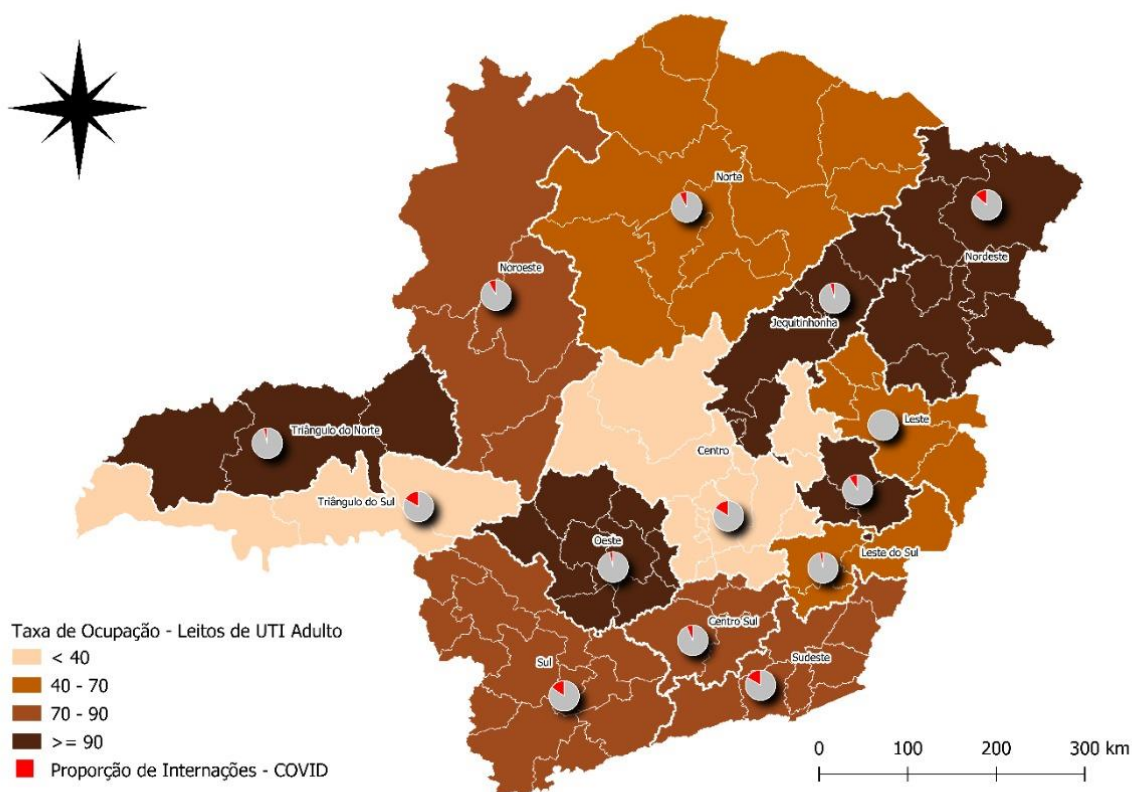 Norte
Nordeste
Noroeste
Jequitinhonha
Leste
Triângulo do Norte
Centro
Triângulo do Sul
Oeste
Leste do Sul
Centro Sul
Sudeste
Sul
Taxa de Ocupação - Leitos de UTI Adulto
< 40
40 - 70
70 - 90
>= 90
Proporção de Internações - COVID
0 100 200 300 km